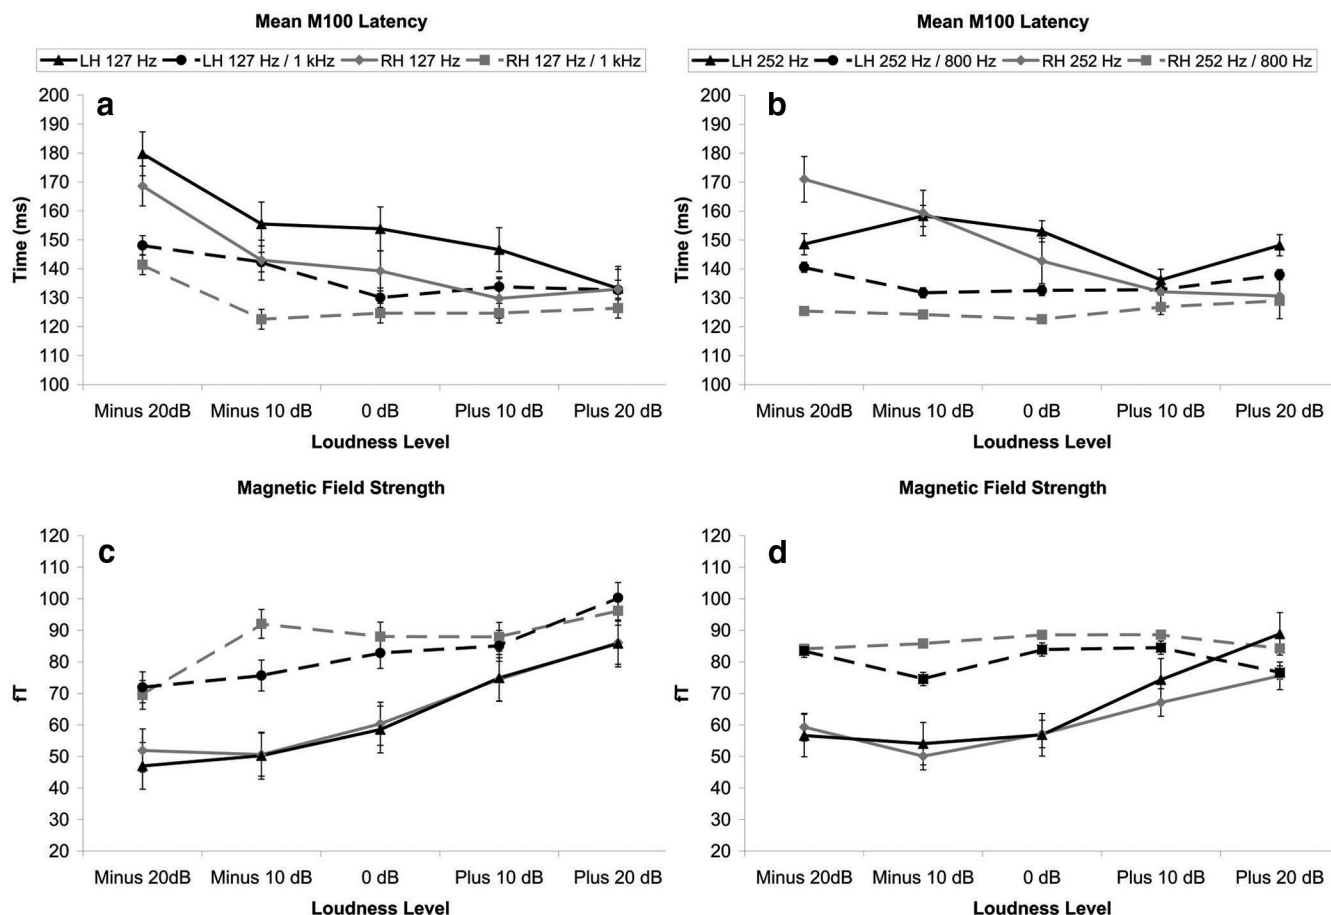 Mean M100 Latency
LH 127 Hz LH 127 Hz / 1 kHz RH 127 Hz RH 127 Hz / 1 kHz
a
200
190
180
170
160
150
140
130
120
110
100
Time (ms)
Minus 20dB Minus 10 dB 0 dB Plus 10 dB Plus 20 dB
Loudness Level
Mean M100 Latency
LH 252 Hz LH 252 Hz / 800 Hz RH 252 Hz RH 252 Hz / 800 Hz
b
200
190
180
170
160
150
140
130
120
110
100
Time (ms)
Minus 20dB Minus 10 dB 0 dB Plus 10 dB Plus 20 dB
Loudness Level
Magnetic Field Strength
c
120
110
100
90
80
70
60
50
40
30
20
fT
Minus 20dB Minus 10 dB 0 dB Plus 10 dB Plus 20 dB
Loudness Level
Magnetic Field Strength
d
120
110
100
90
80
70
60
50
40
30
20
fT
Minus 20dB Minus 10 dB 0 dB Plus 10 dB Plus 20 dB
Loudness Level